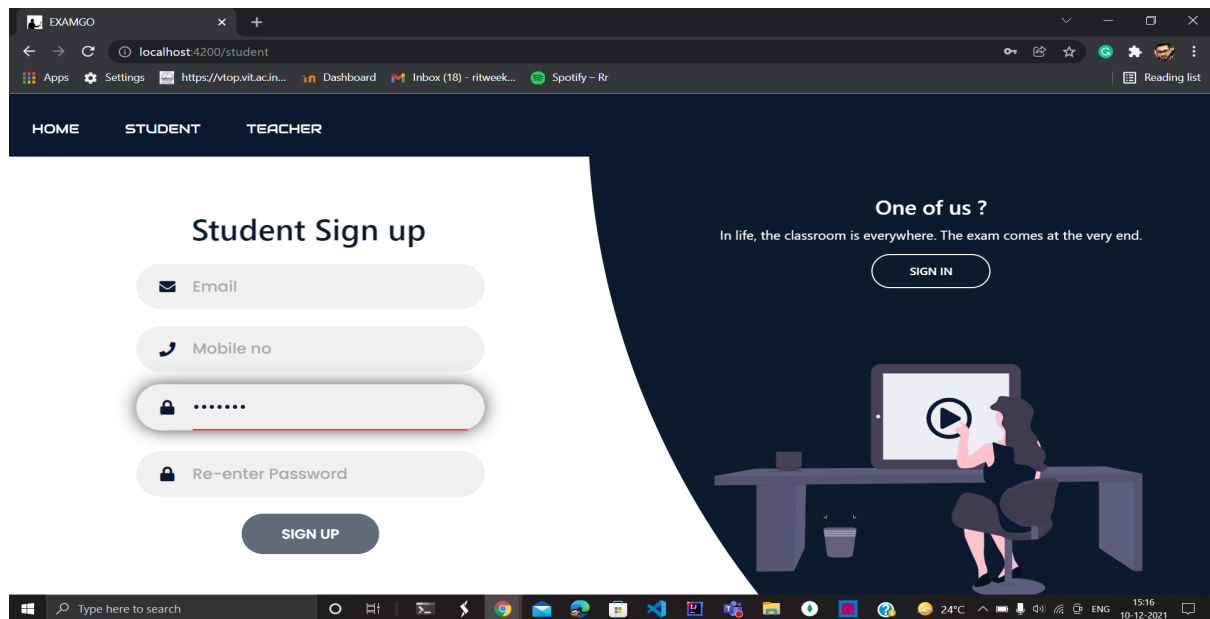 EXAMGO
localhost:4200/student
Apps Settings https://vtop.vit.ac.in... Dashboard Inbox (18) - ritweek... Spotify – Rr Reading list
HOME STUDENT TEACHER
Student Sign up
Email
Mobile no
•••••••
Re-enter Password
SIGN UP
One of us ?
In life, the classroom is everywhere. The exam comes at the very end.
SIGN IN
Type here to search
24°C
ENG
15:16
10-12-2021